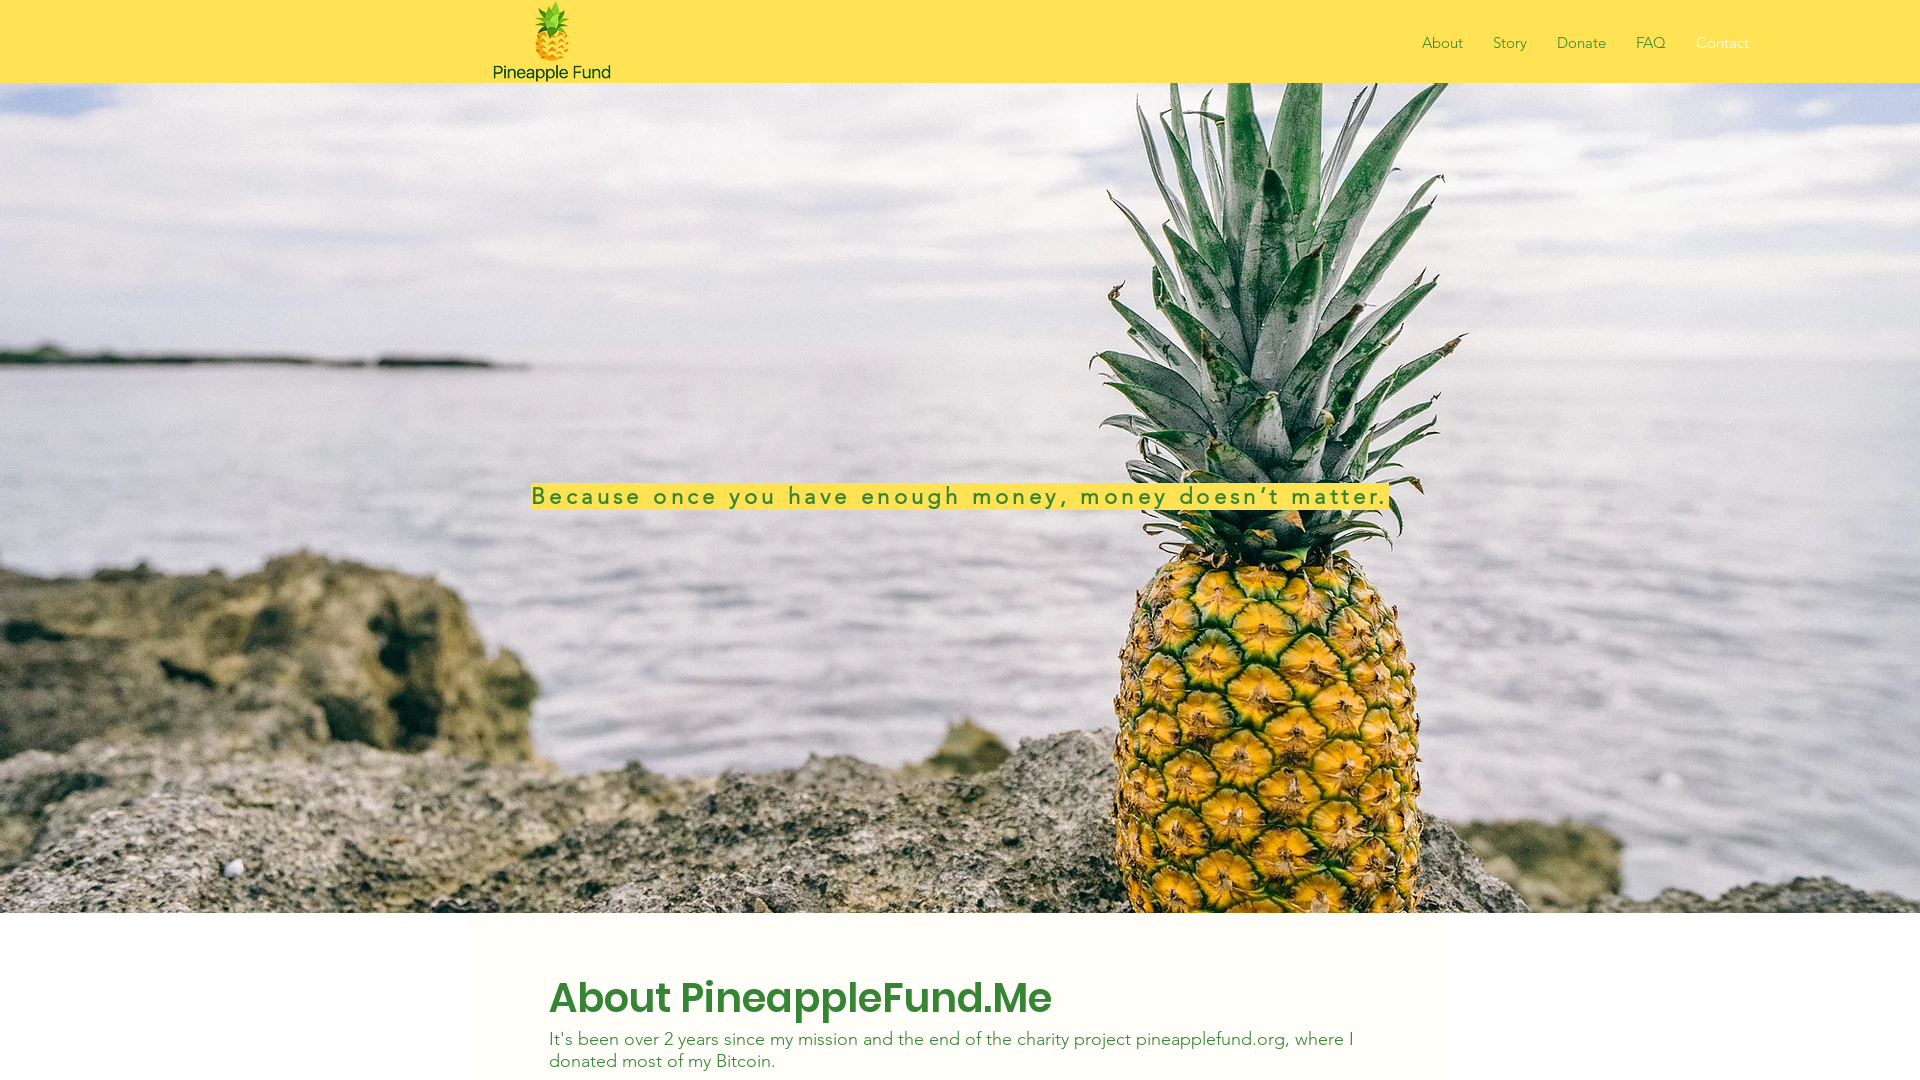 Pineapple Fund
About Story Donate FAQ Contact
Because once you have enough money, money doesn’t matter.
About PineappleFund.Me
It's been over 2 years since my mission and the end of the charity project pineapplefund.org, where I
donated most of my Bitcoin.